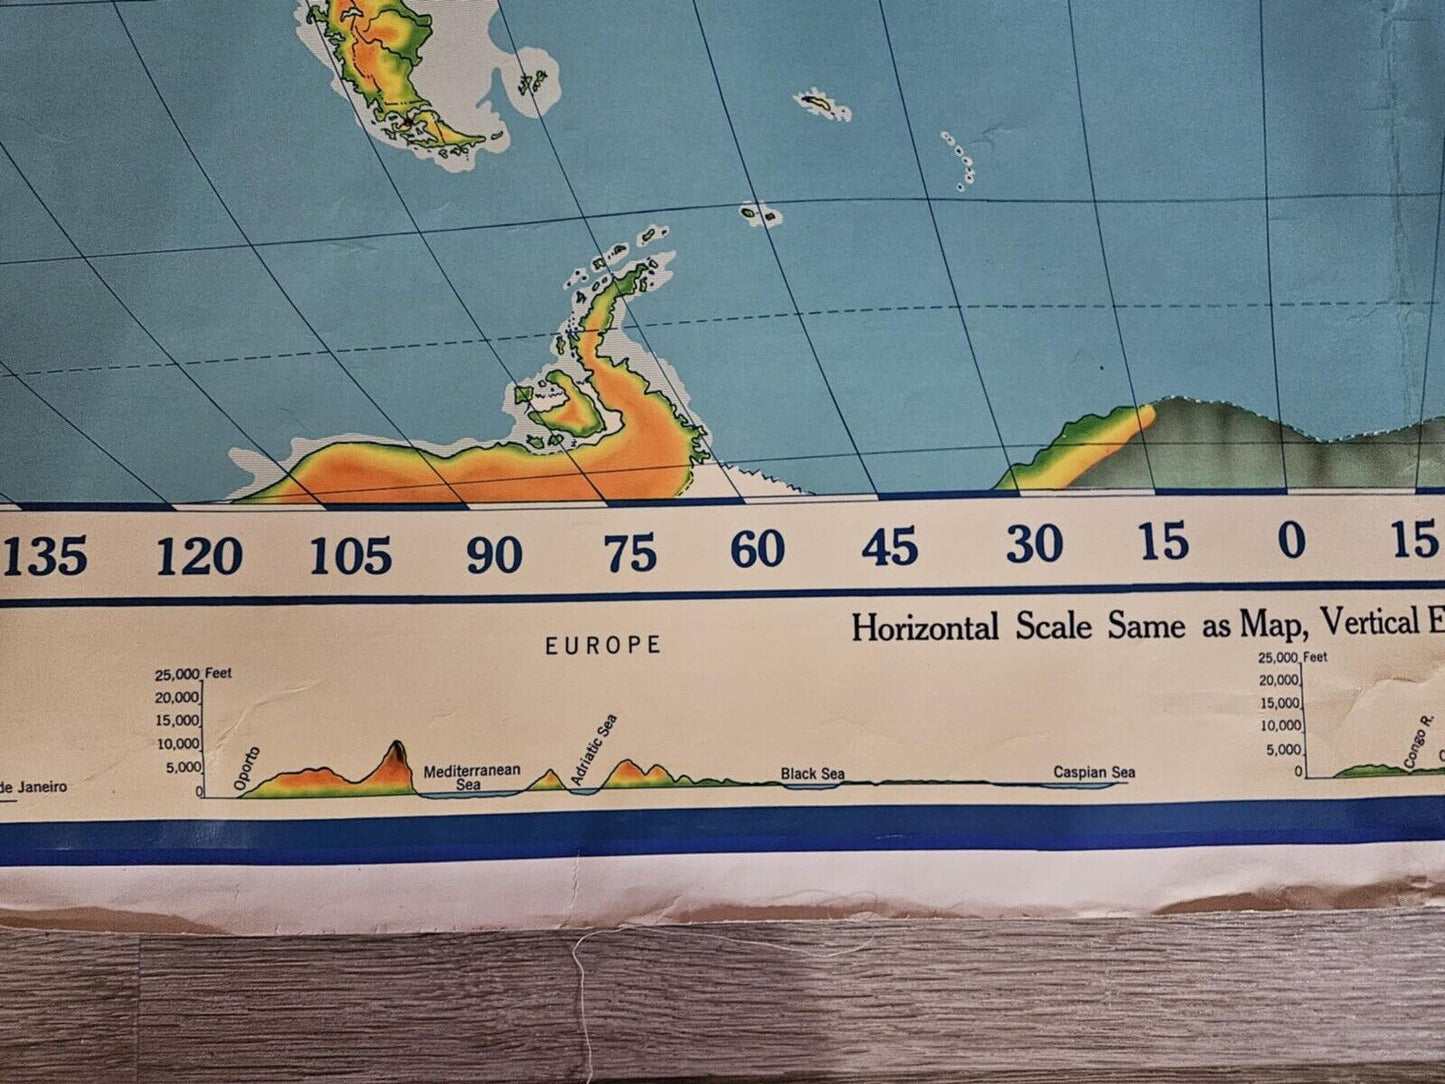 135 120 105 90 75 60 45 30 15 0 15
Horizontal Scale Same as Map, Vertical E
EUROPE
25,000 Feet
20,000
15,000
10,000
5,000
0
Oporto
Mediterranean
Sea
Adriatic Sea
Black Sea
Caspian Sea
de Janeiro
25,000 Feet
20,000
15,000
10,000
5,000
0
Congo R.